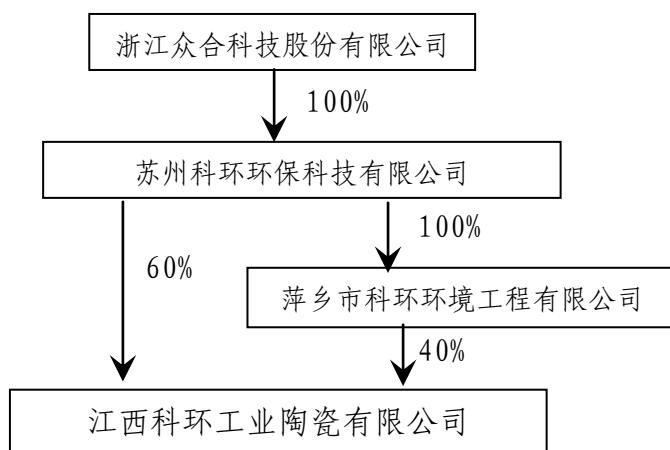 浙江众合科技股份有限公司
100%
苏州科环环保科技有限公司
100%
60%
萍乡市科环环境工程有限公司
40%
江西科环工业陶瓷有限公司